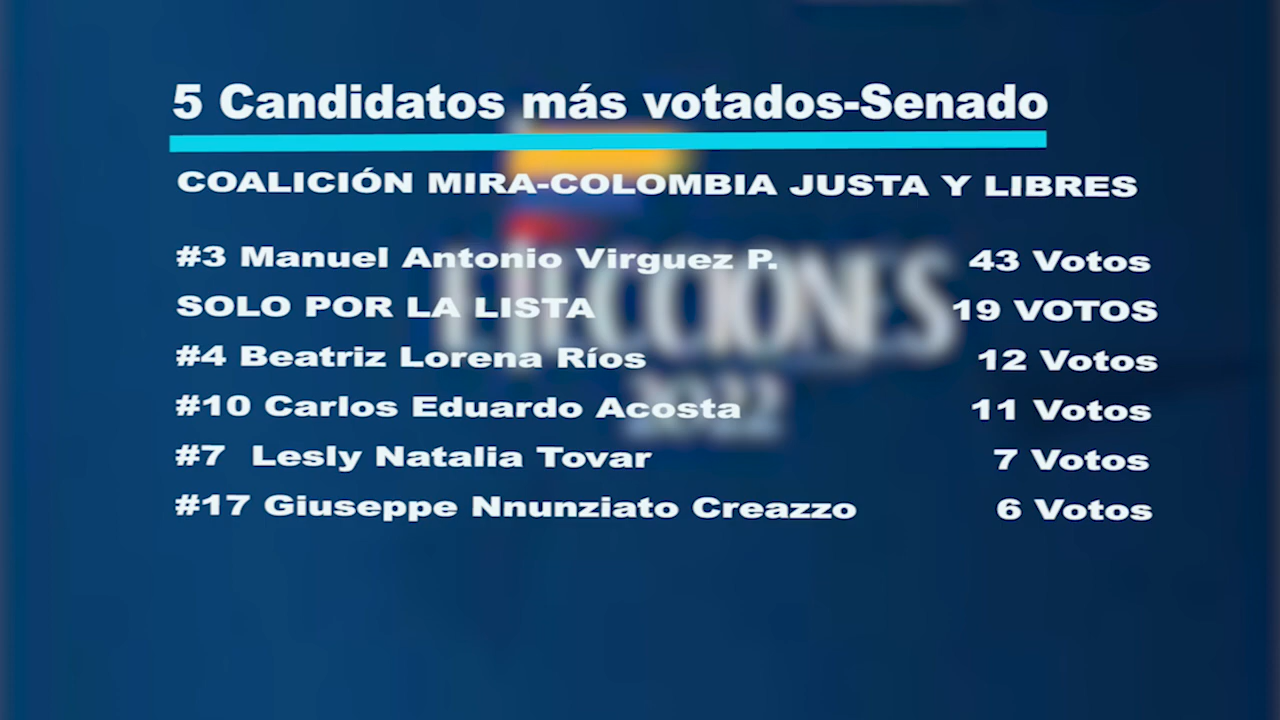 5 Candidatos más votados-Senado
COALICIÓN MIRA-COLOMBIA JUSTA Y LIBRES
#3 Manuel Antonio Virguez P. 43 Votos
SOLO POR LA LISTA 19 VOTOS
#4 Beatriz Lorena Ríos 12 Votos
#10 Carlos Eduardo Acosta 11 Votos
#7 Lesly Natalia Tovar 7 Votos
#17 Giuseppe Nnunziato Creazzo 6 Votos
ELECCIONES
2022